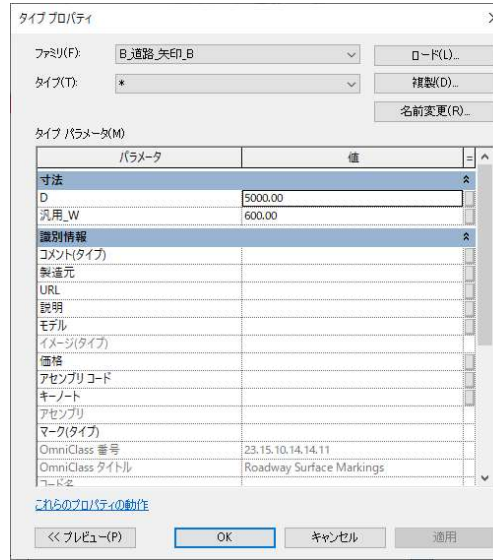 タイプ プロパティ
ファミリ(F): B_道路_矢印_B ロード(L)...
タイプ(T): * 複製(D)...
名前変更(R)...
タイプ パラメータ(M)
パラメータ 値 =
寸法
D 5000.00
汎用_W 600.00
識別情報
コメント(タイプ)
製造元
URL
説明
モデル
イメージ(タイプ)
価格
アセンブリ コード
キーノート
アセンブリ
マーク(タイプ)
OmniClass 番号 23.15.10.14.14.11
OmniClass タイトル Roadway Surface Markings
コード名
これらのプロパティの動作
<< プレビュー(P) OK キャンセル 適用